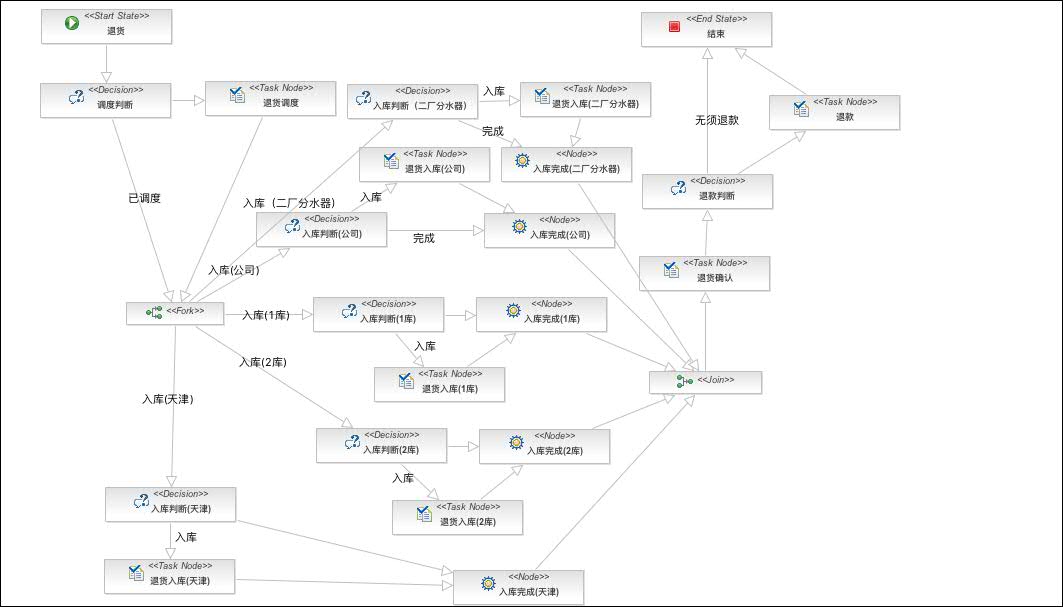 <<Start State>>
退货
<<End State>>
结束
<<Decision>>
调度判断
<<Task Node>>
退货调度
<<Decision>>
入库判断（二厂分水器）
入库
<<Task Node>>
退货入库(二厂分水器)
<<Task Node>>
退款
无须退款
完成
<<Task Node>>
退货入库(公司)
<<Node>>
入库完成(二厂分水器)
<<Decision>>
退款判断
已调度
入库（二厂分水器）
入库
<<Decision>>
入库判断(公司)
完成
<<Node>>
入库完成(公司)
<<Task Node>>
退货确认
入库(公司)
<<Fork>>
入库(1库)
<<Decision>>
入库判断(1库)
<<Node>>
入库完成(1库)
入库
入库(2库)
<<Task Node>>
退货入库(1库)
<<Join>>
入库(天津)
<<Decision>>
入库判断(2库)
<<Node>>
入库完成(2库)
入库
<<Decision>>
入库判断(天津)
<<Task Node>>
退货入库(2库)
入库
<<Task Node>>
退货入库(天津)
<<Node>>
入库完成(天津)